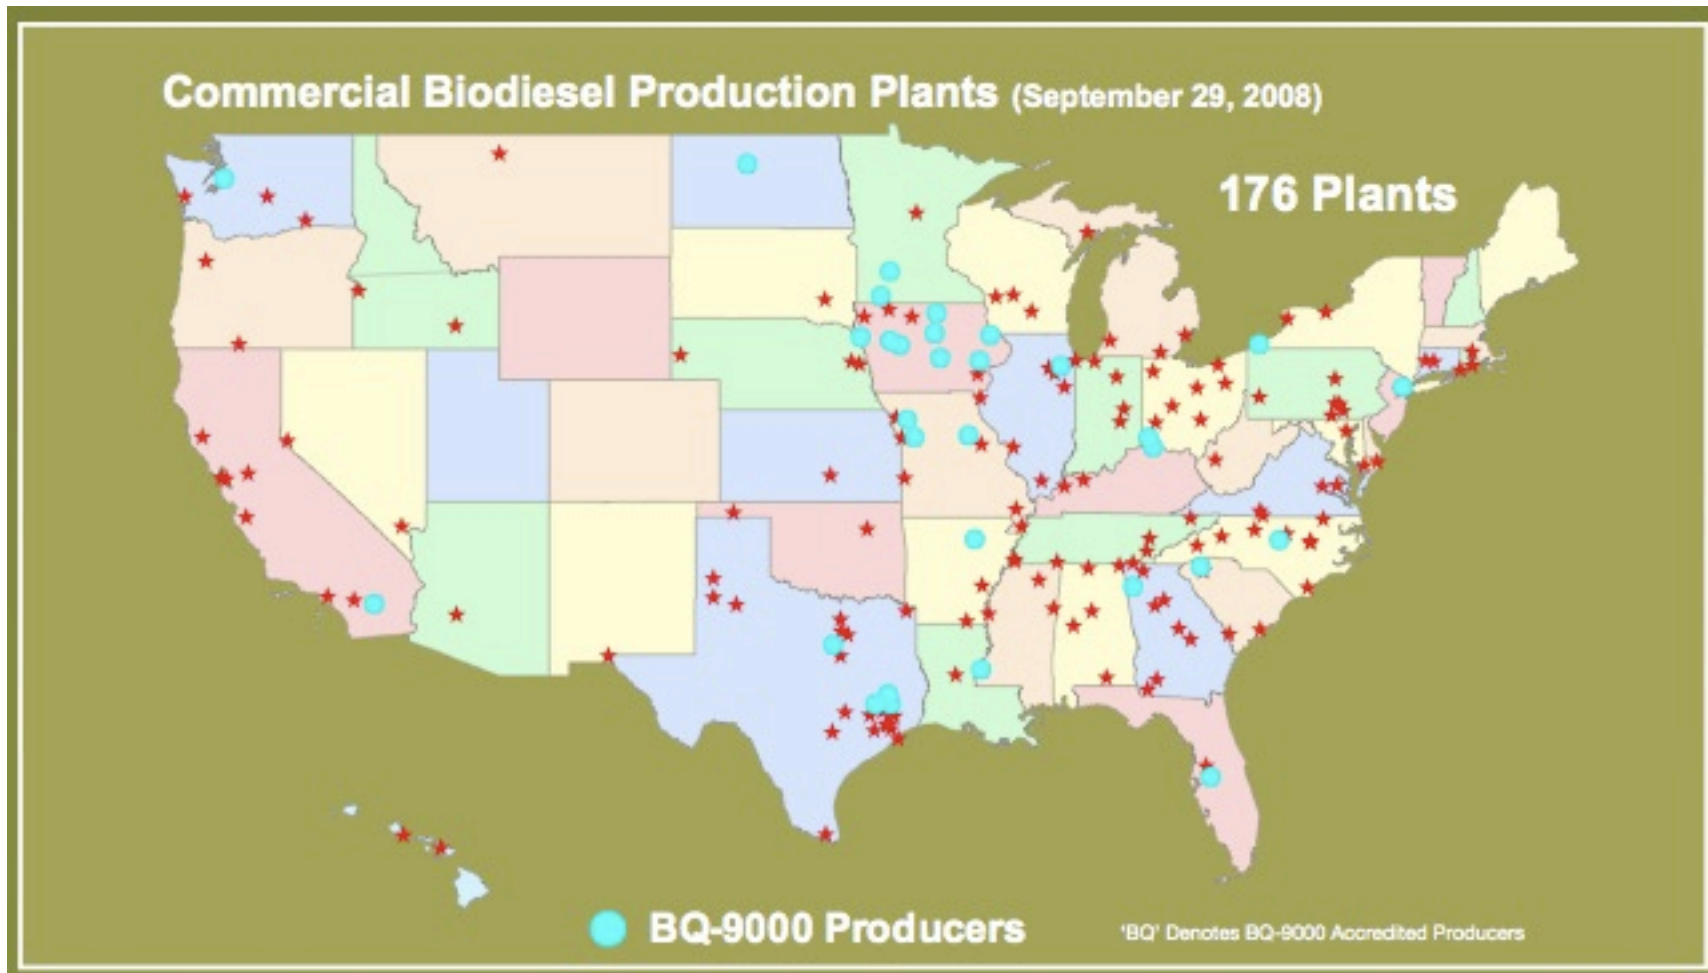 Commercial Biodiesel Production Plants (September 29, 2008)
176 Plants
BQ-9000 Producers
'BQ' Denotes BQ-9000 Accredited Producers